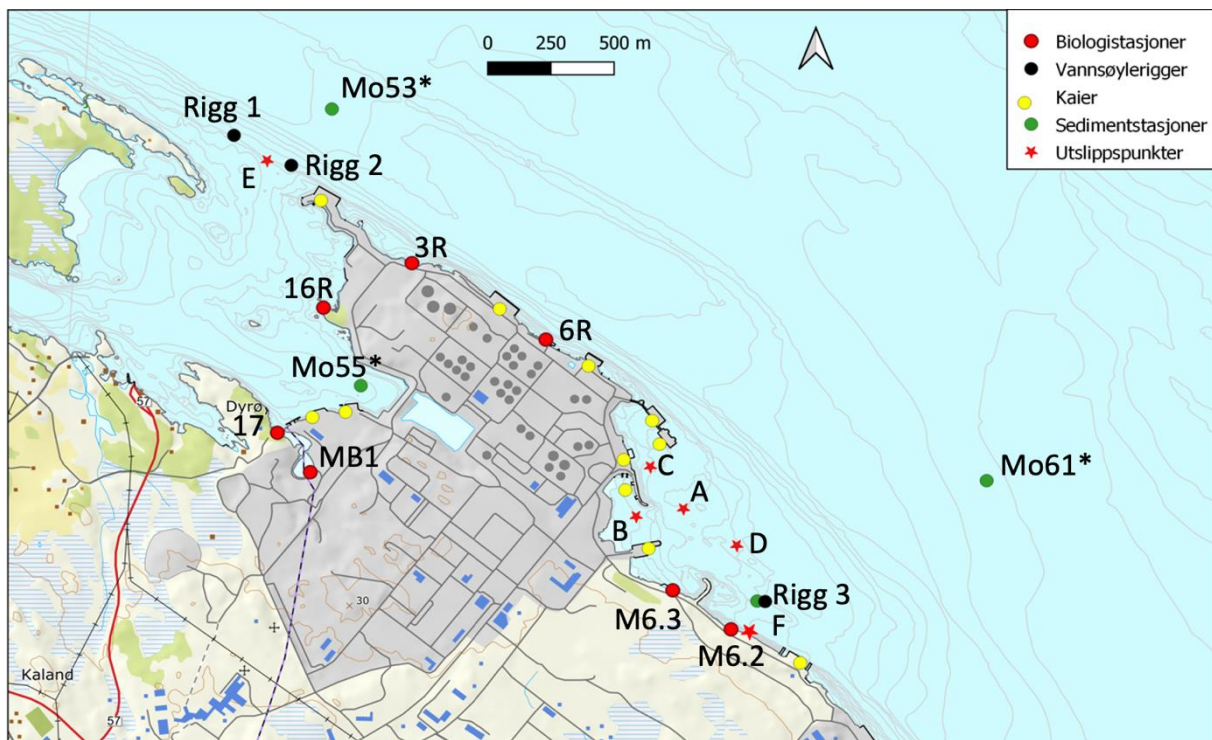 0 250 500 m
Biologistasjoner
Vannsøylerigger
Kaier
Sedimentstasjoner
Utslippspunkter
Mo53*
Rigg 1
Rigg 2
E
3R
16R
6R
Mo55*
57
Dyrø
17
MB1
C
Mo61*
A
B
D
Rigg 3
30
M6.3
F
M6.2
Kaland
57